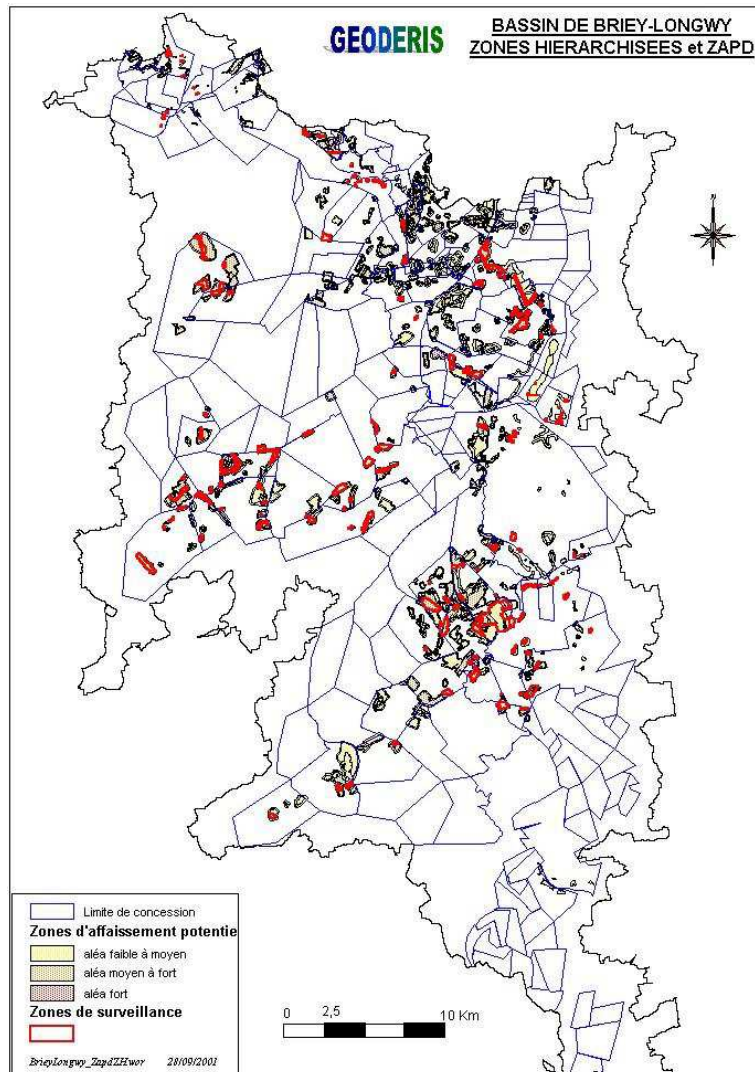 GEODERIS
BASSIN DE BRIEY-LONGWY
ZONES HIERARCHISEES et ZAPD
N
Limite de concession
Zones d'affaissement potentie
aléa faible à moyen
aléa moyen à fort
aléa fort
Zones de surveillance
0 2,5 10 Km
BrieyLongwy_ZapdZHwor 28/09/2001